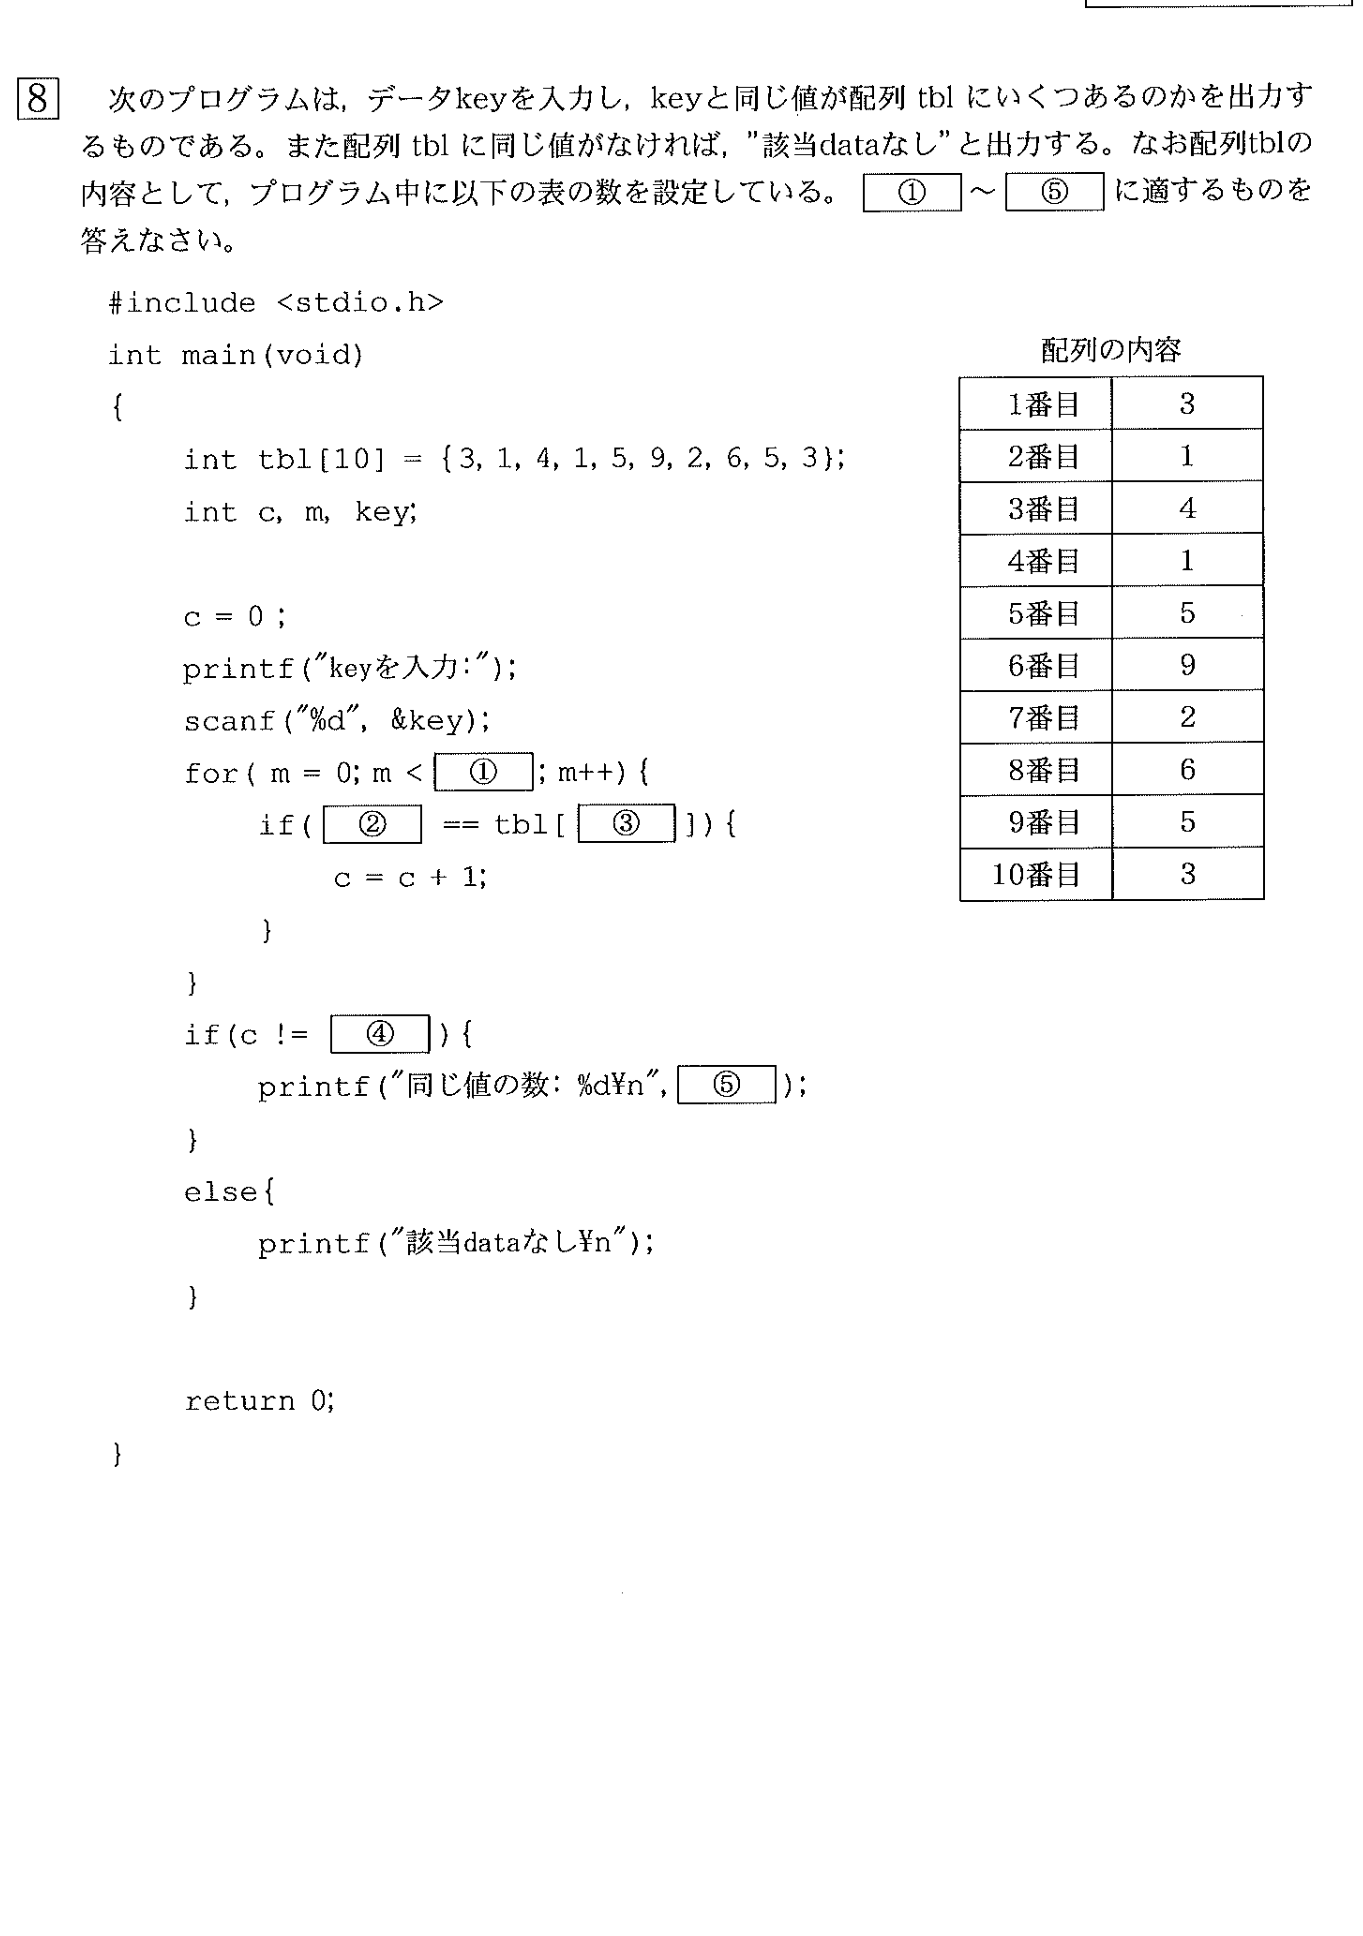 8 次のプログラムは，データkeyを入力し，keyと同じ値が配列 tbl にいくつあるのかを出力す
るものである。また配列 tbl に同じ値がなければ，”該当dataなし”と出力する。なお配列tblの
内容として，プログラム中に以下の表の数を設定している。 ① ～ ⑤ に適するものを
答えなさい。
#include <stdio.h>
int main(void)
{
int tbl[10] = {3, 1, 4, 1, 5, 9, 2, 6, 5, 3};
int c, m, key;
c = 0 ;
printf(″keyを入力:″);
scanf(″%d″, &key);
for( m = 0; m < ① ; m++) {
if( ② == tbl[ ③ ]) {
c = c + 1;
}
}
if(c != ④ ) {
printf(″同じ値の数: %d¥n″, ⑤ );
}
else{
printf(″該当dataなし¥n″);
}
return 0;
}
配列の内容
1番目 3
2番目 1
3番目 4
4番目 1
5番目 5
6番目 9
7番目 2
8番目 6
9番目 5
10番目 3